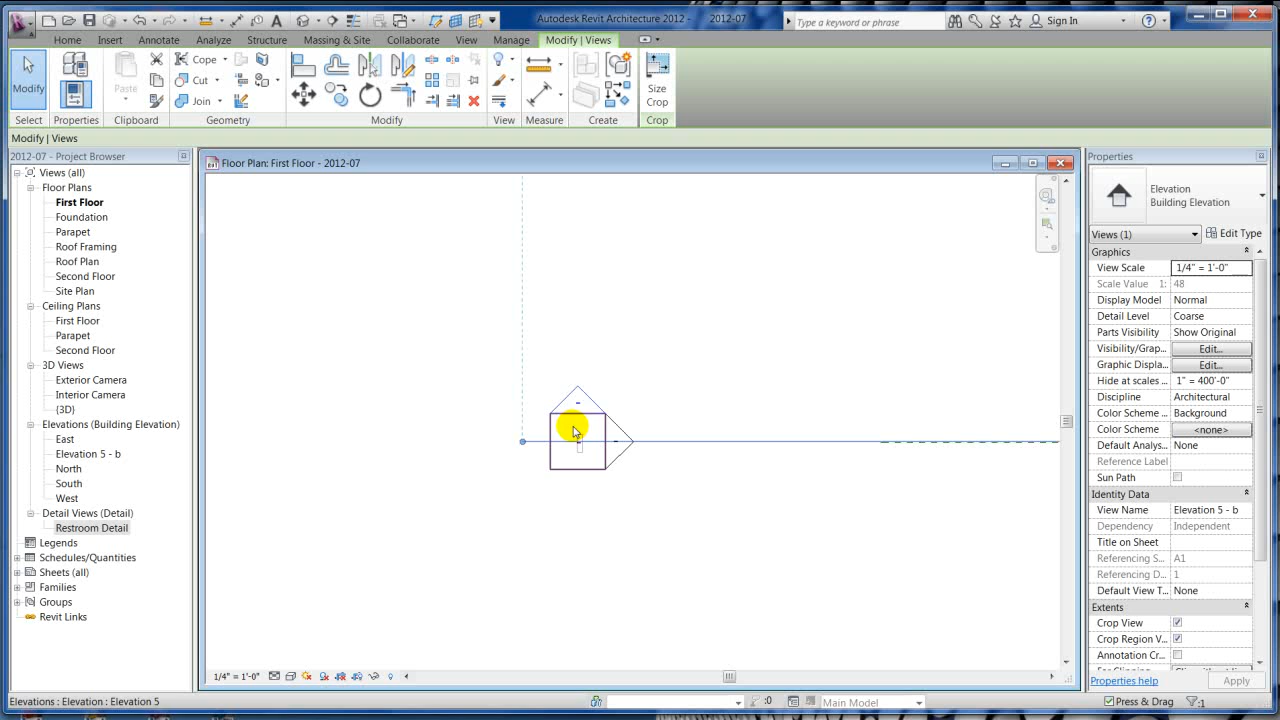 Autodesk Revit Architecture 2012 - 2012-07
Type a keyword or phrase
Sign In
Home Insert Annotate Analyze Structure Massing & Site Collaborate View Manage Modify | Views
Modify
Paste
Cope
Cut
Join
Size
Crop
Select Properties Clipboard Geometry Modify View Measure Create Crop
Modify | Views
2012-07 - Project Browser
Views (all)
Floor Plans
First Floor
Foundation
Parapet
Roof Framing
Roof Plan
Second Floor
Site Plan
Ceiling Plans
First Floor
Parapet
Second Floor
3D Views
Exterior Camera
Interior Camera
{3D}
Elevations (Building Elevation)
East
Elevation 5 - b
North
South
West
Detail Views (Detail)
Restroom Detail
Legends
Schedules/Quantities
Sheets (all)
Families
Groups
Revit Links
Floor Plan: First Floor - 2012-07
1/4" = 1'-0"
Properties
Elevation
Building Elevation
Views (1)
Edit Type
Graphics
View Scale 1/4" = 1'-0"
Scale Value 1: 48
Display Model Normal
Detail Level Coarse
Parts Visibility Show Original
Visibility/Grap... Edit...
Graphic Displa... Edit...
Hide at scales ... 1" = 400'-0"
Discipline Architectural
Color Scheme ... Background
Color Scheme <none>
Default Analys... None
Reference Label
Sun Path
Identity Data
View Name Elevation 5 - b
Dependency Independent
Title on Sheet
Referencing S... A1
Referencing D... 1
Default View T... None
Extents
Crop View
Crop Region V...
Annotation Cr...
Properties help
Apply
Elevations : Elevation : Elevation 5
:0
Main Model
Press & Drag
:1